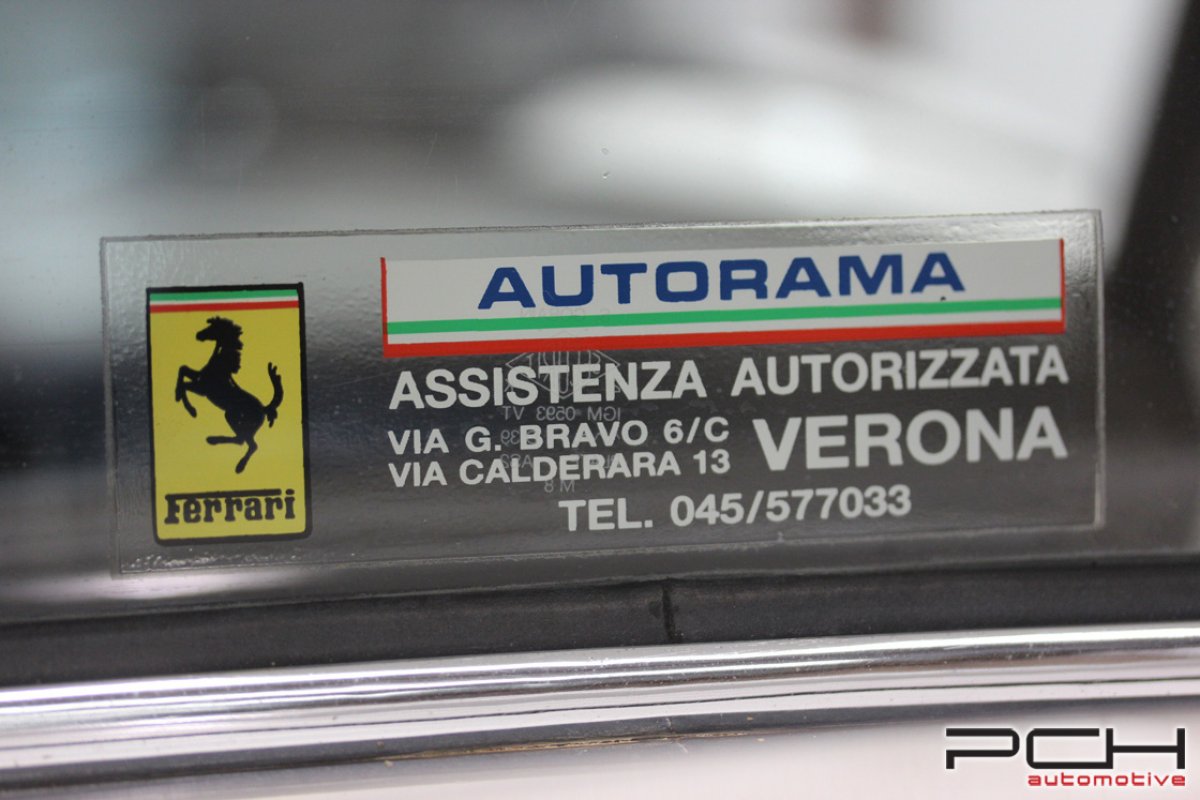 AUTORAMA
Ferrari
ASSISTENZA AUTORIZZATA
VIA G. BRAVO 6/C
VIA CALDERARA 13
VERONA
TEL. 045/577033
PCH
automotive